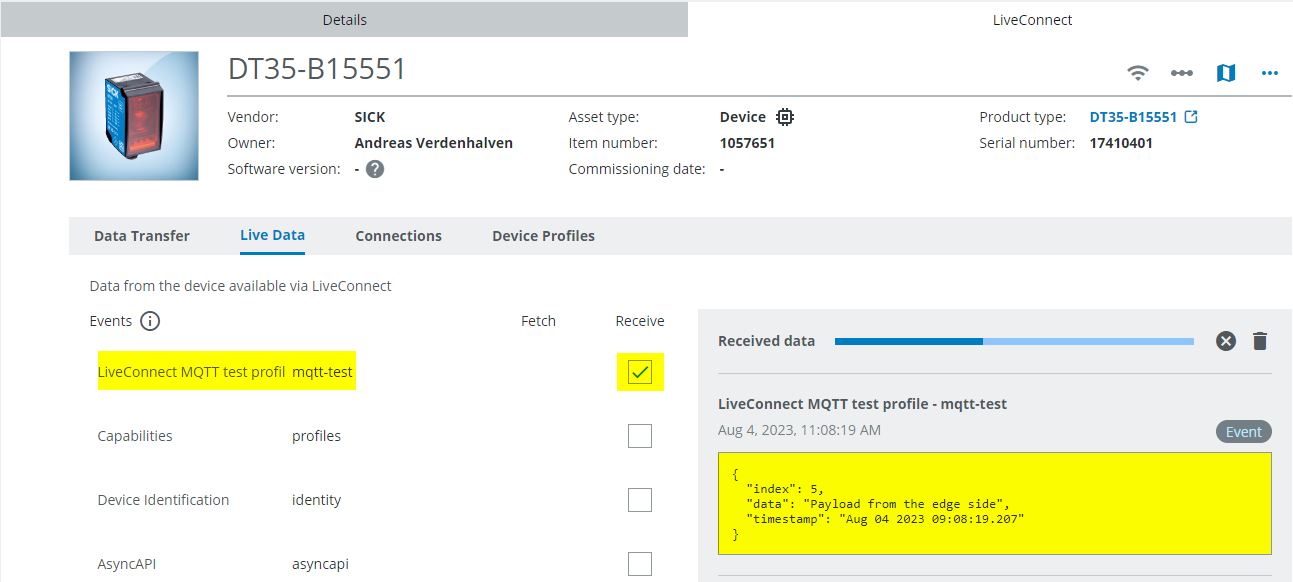 Details
LiveConnect
SICK
DT35-B15551
Vendor: SICK
Owner: Andreas Verdenhalven
Software version: - ?
Asset type: Device
Item number: 1057651
Commissioning date: -
Product type: DT35-B15551
Serial number: 17410401
Data Transfer Live Data Connections Device Profiles
Data from the device available via LiveConnect
Events i Fetch Receive
LiveConnect MQTT test profil mqtt-test
Capabilities profiles
Device Identification identity
AsyncAPI asyncapi
Received data
LiveConnect MQTT test profile - mqtt-test
Aug 4, 2023, 11:08:19 AM
Event
{
"index": 5,
"data": "Payload from the edge side",
"timestamp": "Aug 04 2023 09:08:19.207"
}